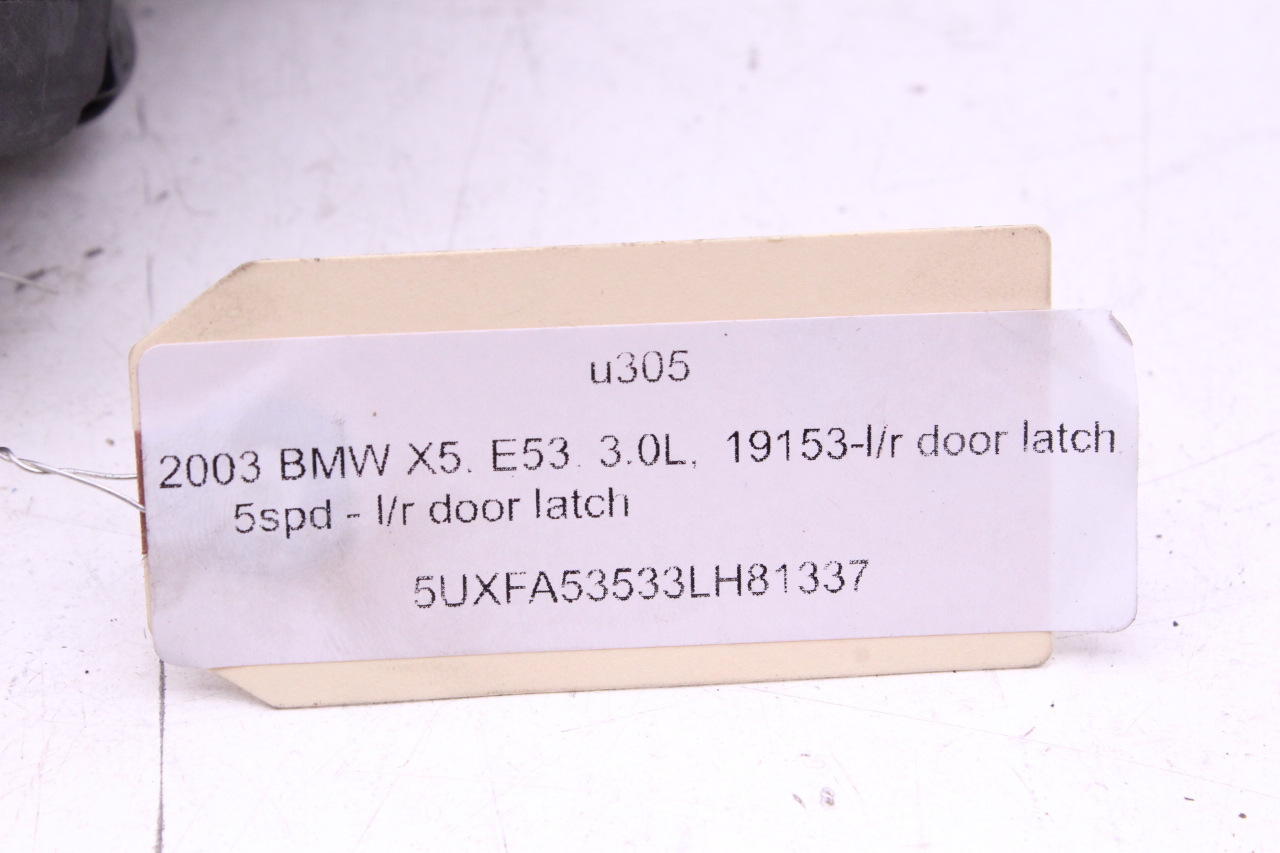 u305
2003 BMW X5. E53. 3.0L, 19153-l/r door latch
5spd - l/r door latch
5UXFA53533LH81337